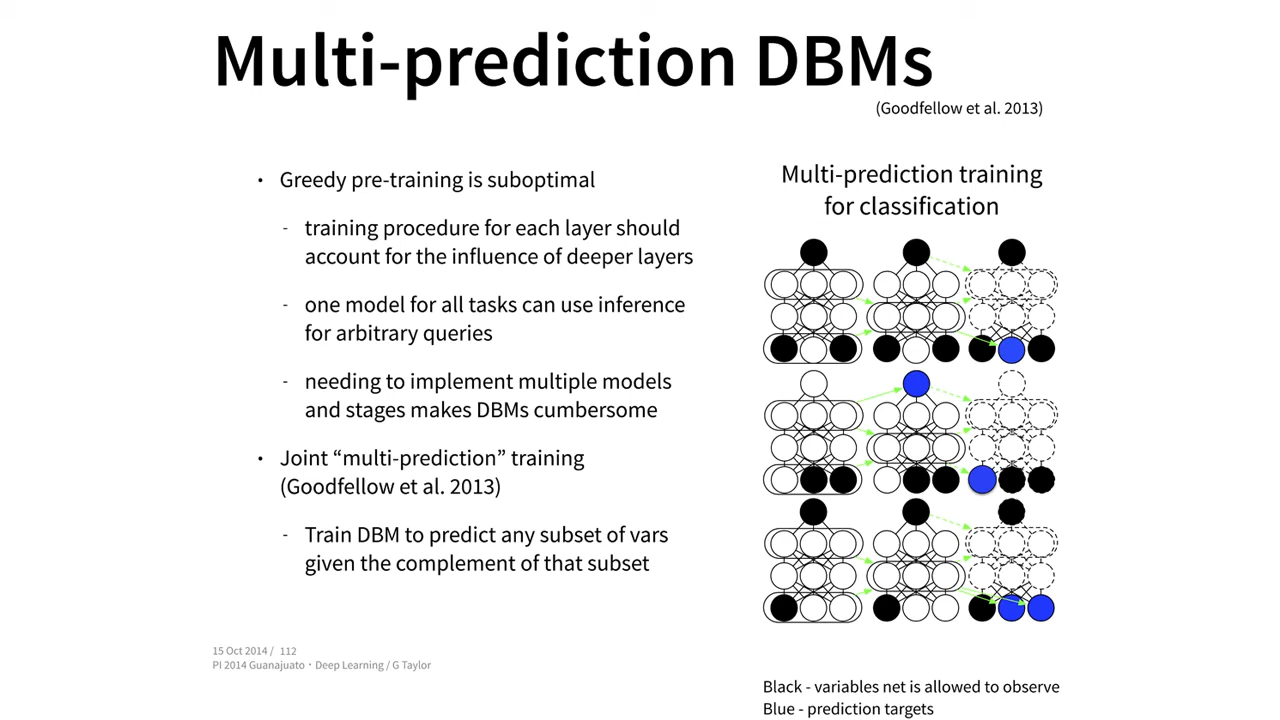 Multi-prediction DBMs
(Goodfellow et al. 2013)
• Greedy pre-training is suboptimal
- training procedure for each layer should
account for the influence of deeper layers
- one model for all tasks can use inference
for arbitrary queries
- needing to implement multiple models
and stages makes DBMs cumbersome
• Joint “multi-prediction” training
(Goodfellow et al. 2013)
- Train DBM to predict any subset of vars
given the complement of that subset
Multi-prediction training
for classification
Black - variables net is allowed to observe
Blue - prediction targets
15 Oct 2014 / 112
PI 2014 Guanajuato · Deep Learning / G Taylor